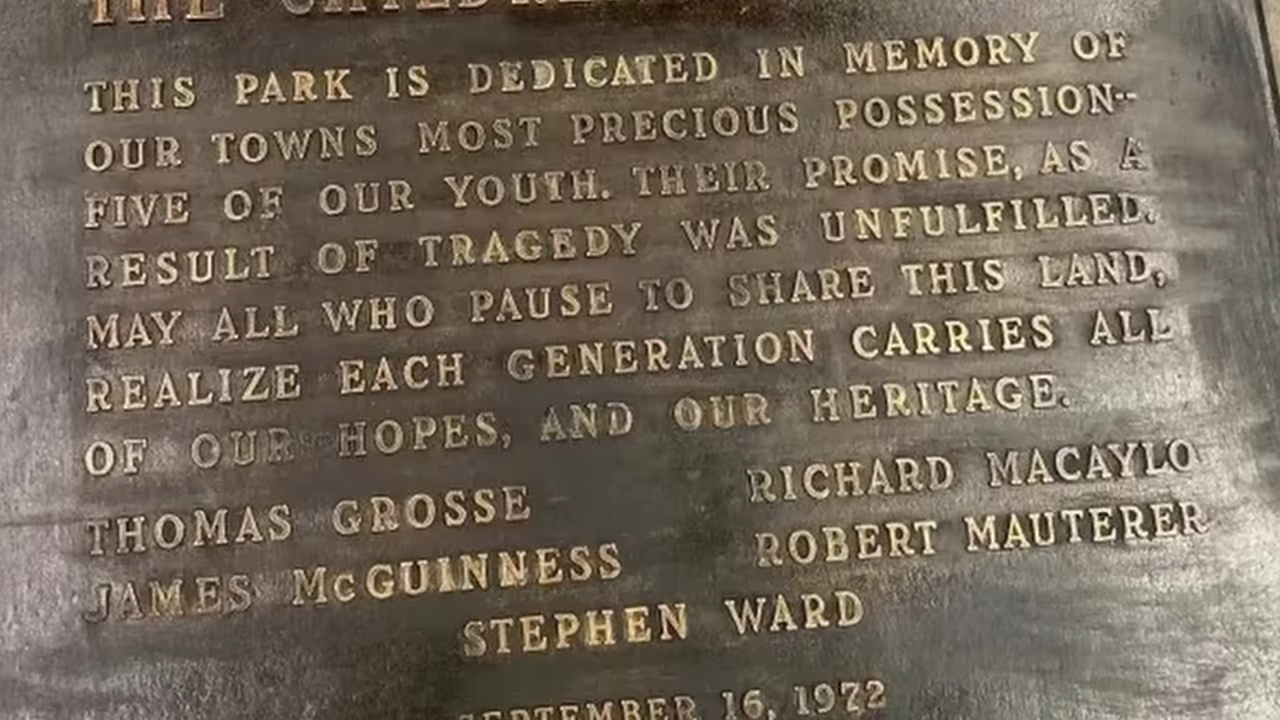 THE
THIS PARK IS DEDICATED IN MEMORY OF
OUR TOWNS MOST PRECIOUS POSSESSION--
FIVE OF OUR YOUTH. THEIR PROMISE, AS A
RESULT OF TRAGEDY WAS UNFULFILLED.
MAY ALL WHO PAUSE TO SHARE THIS LAND,
REALIZE EACH GENERATION CARRIES ALL
OF OUR HOPES, AND OUR HERITAGE.
THOMAS GROSSE RICHARD MACAYLO
JAMES McGUINNESS ROBERT MAUTERER
STEPHEN WARD
SEPTEMBER 16, 1972